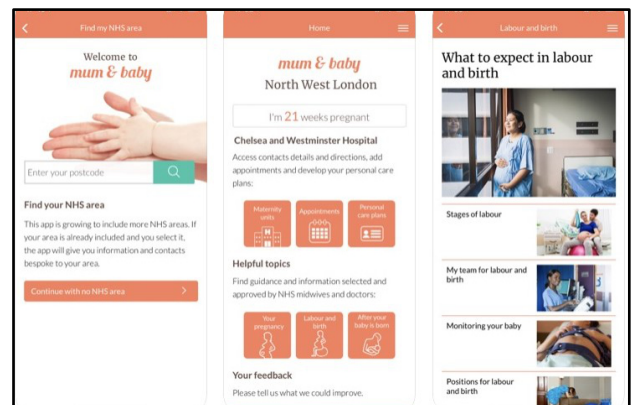 Find my NHS area
Welcome to
mum & baby
Enter your postcode
Find your NHS area
This app is growing to include more NHS areas. If
your area is already included and you select it,
the app will give you information and contacts
bespoke to your area.
Continue with no NHS area
Home
mum & baby
North West London
I'm 21 weeks pregnant
Chelsea and Westminster Hospital
Access contacts details and directions, add
appointments and develop your personal care
plans:
Maternity
units
Appointments
Personal
care plans
Helpful topics
Find guidance and information selected and
approved by NHS midwives and doctors:
Your
pregnancy
Labour and
birth
After your
baby is born
Your feedback
Please tell us what we could improve.
Labour and birth
What to expect in labour
and birth
Stages of labour
My team for labour and
birth
Monitoring your baby
Positions for labour
and birth